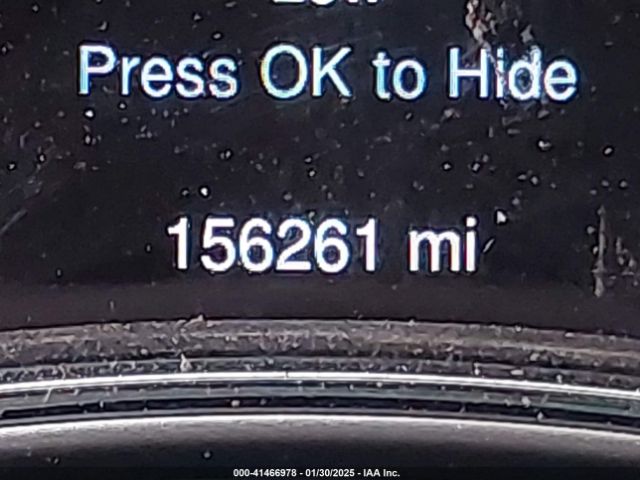 Press OK to Hide
156261 mi
000-41466978 - 01/30/2025 - IAA Inc.